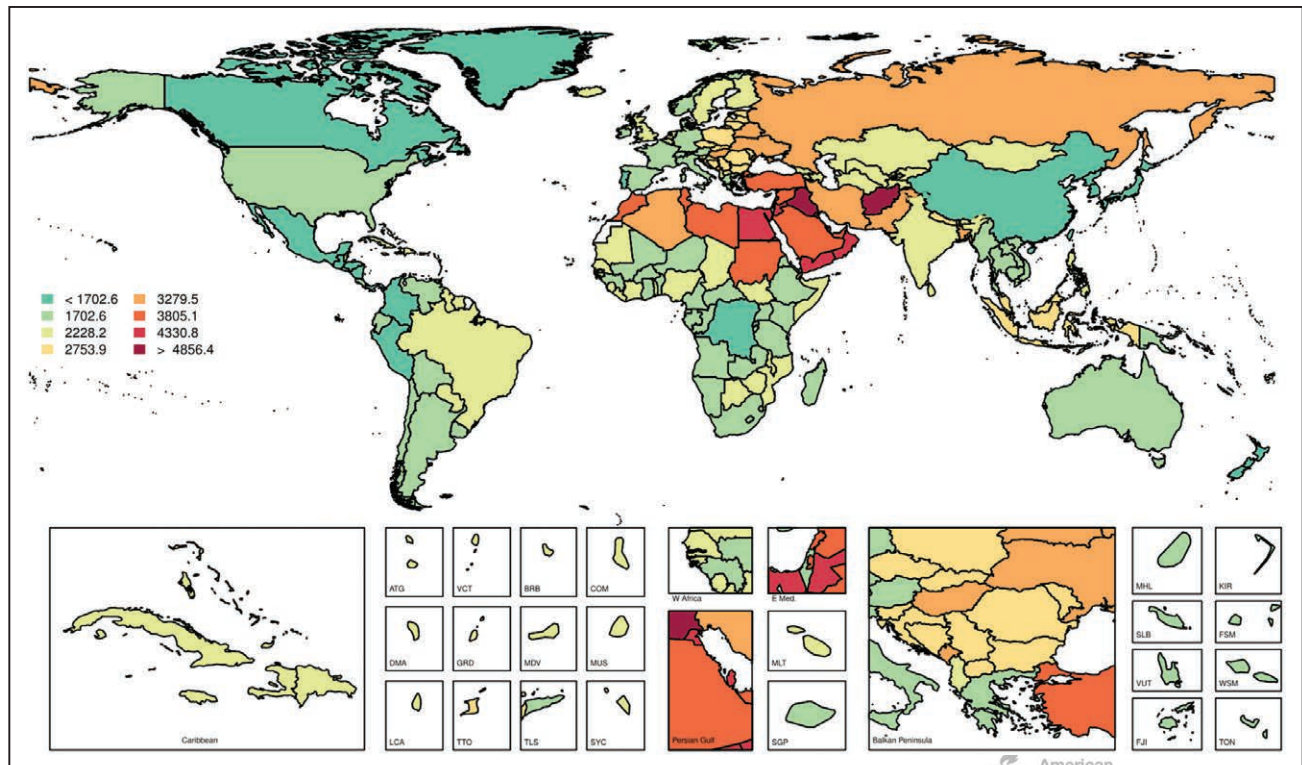 < 1702.6
1702.6
2228.2
2753.9
3279.5
3805.1
4330.8
> 4856.4
Caribbean
ATG
VCT
BRB
COM
DMA
GRD
MDV
MUS
LCA
TTO
TLS
SYC
W Africa
E Med.
Persian Gulf
MLT
SGP
Balkan Peninsula
MHL
KIR
SLB
FSM
VUT
WSM
FJI
TON
American